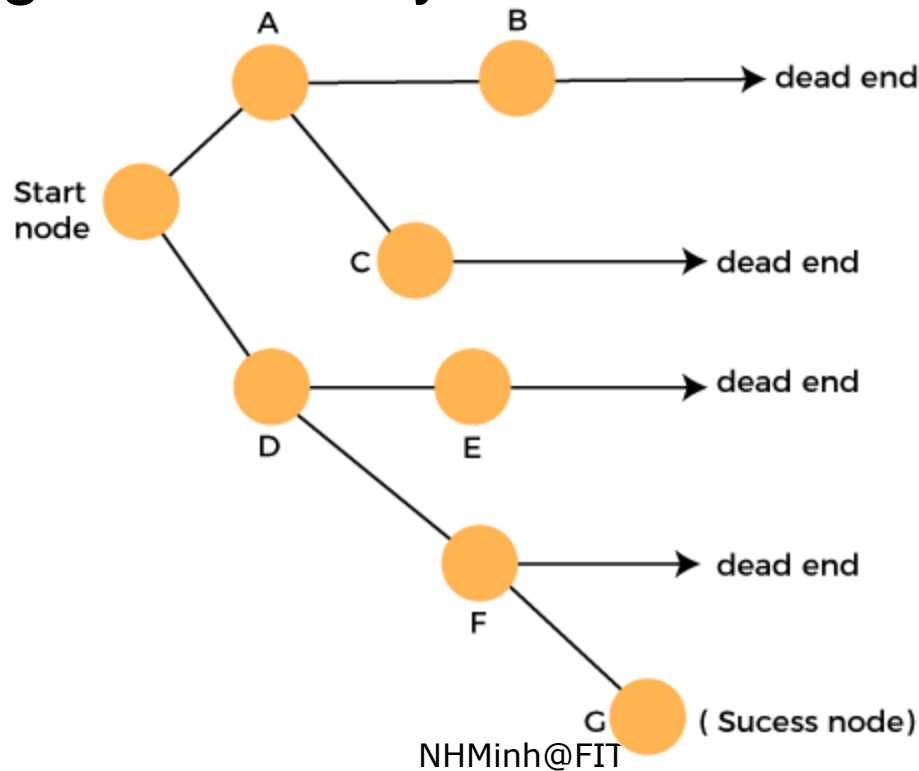 A
B
dead end
Start
node
C
dead end
dead end
D
E
dead end
F
G
( Sucess node)
NHMinh@FIT